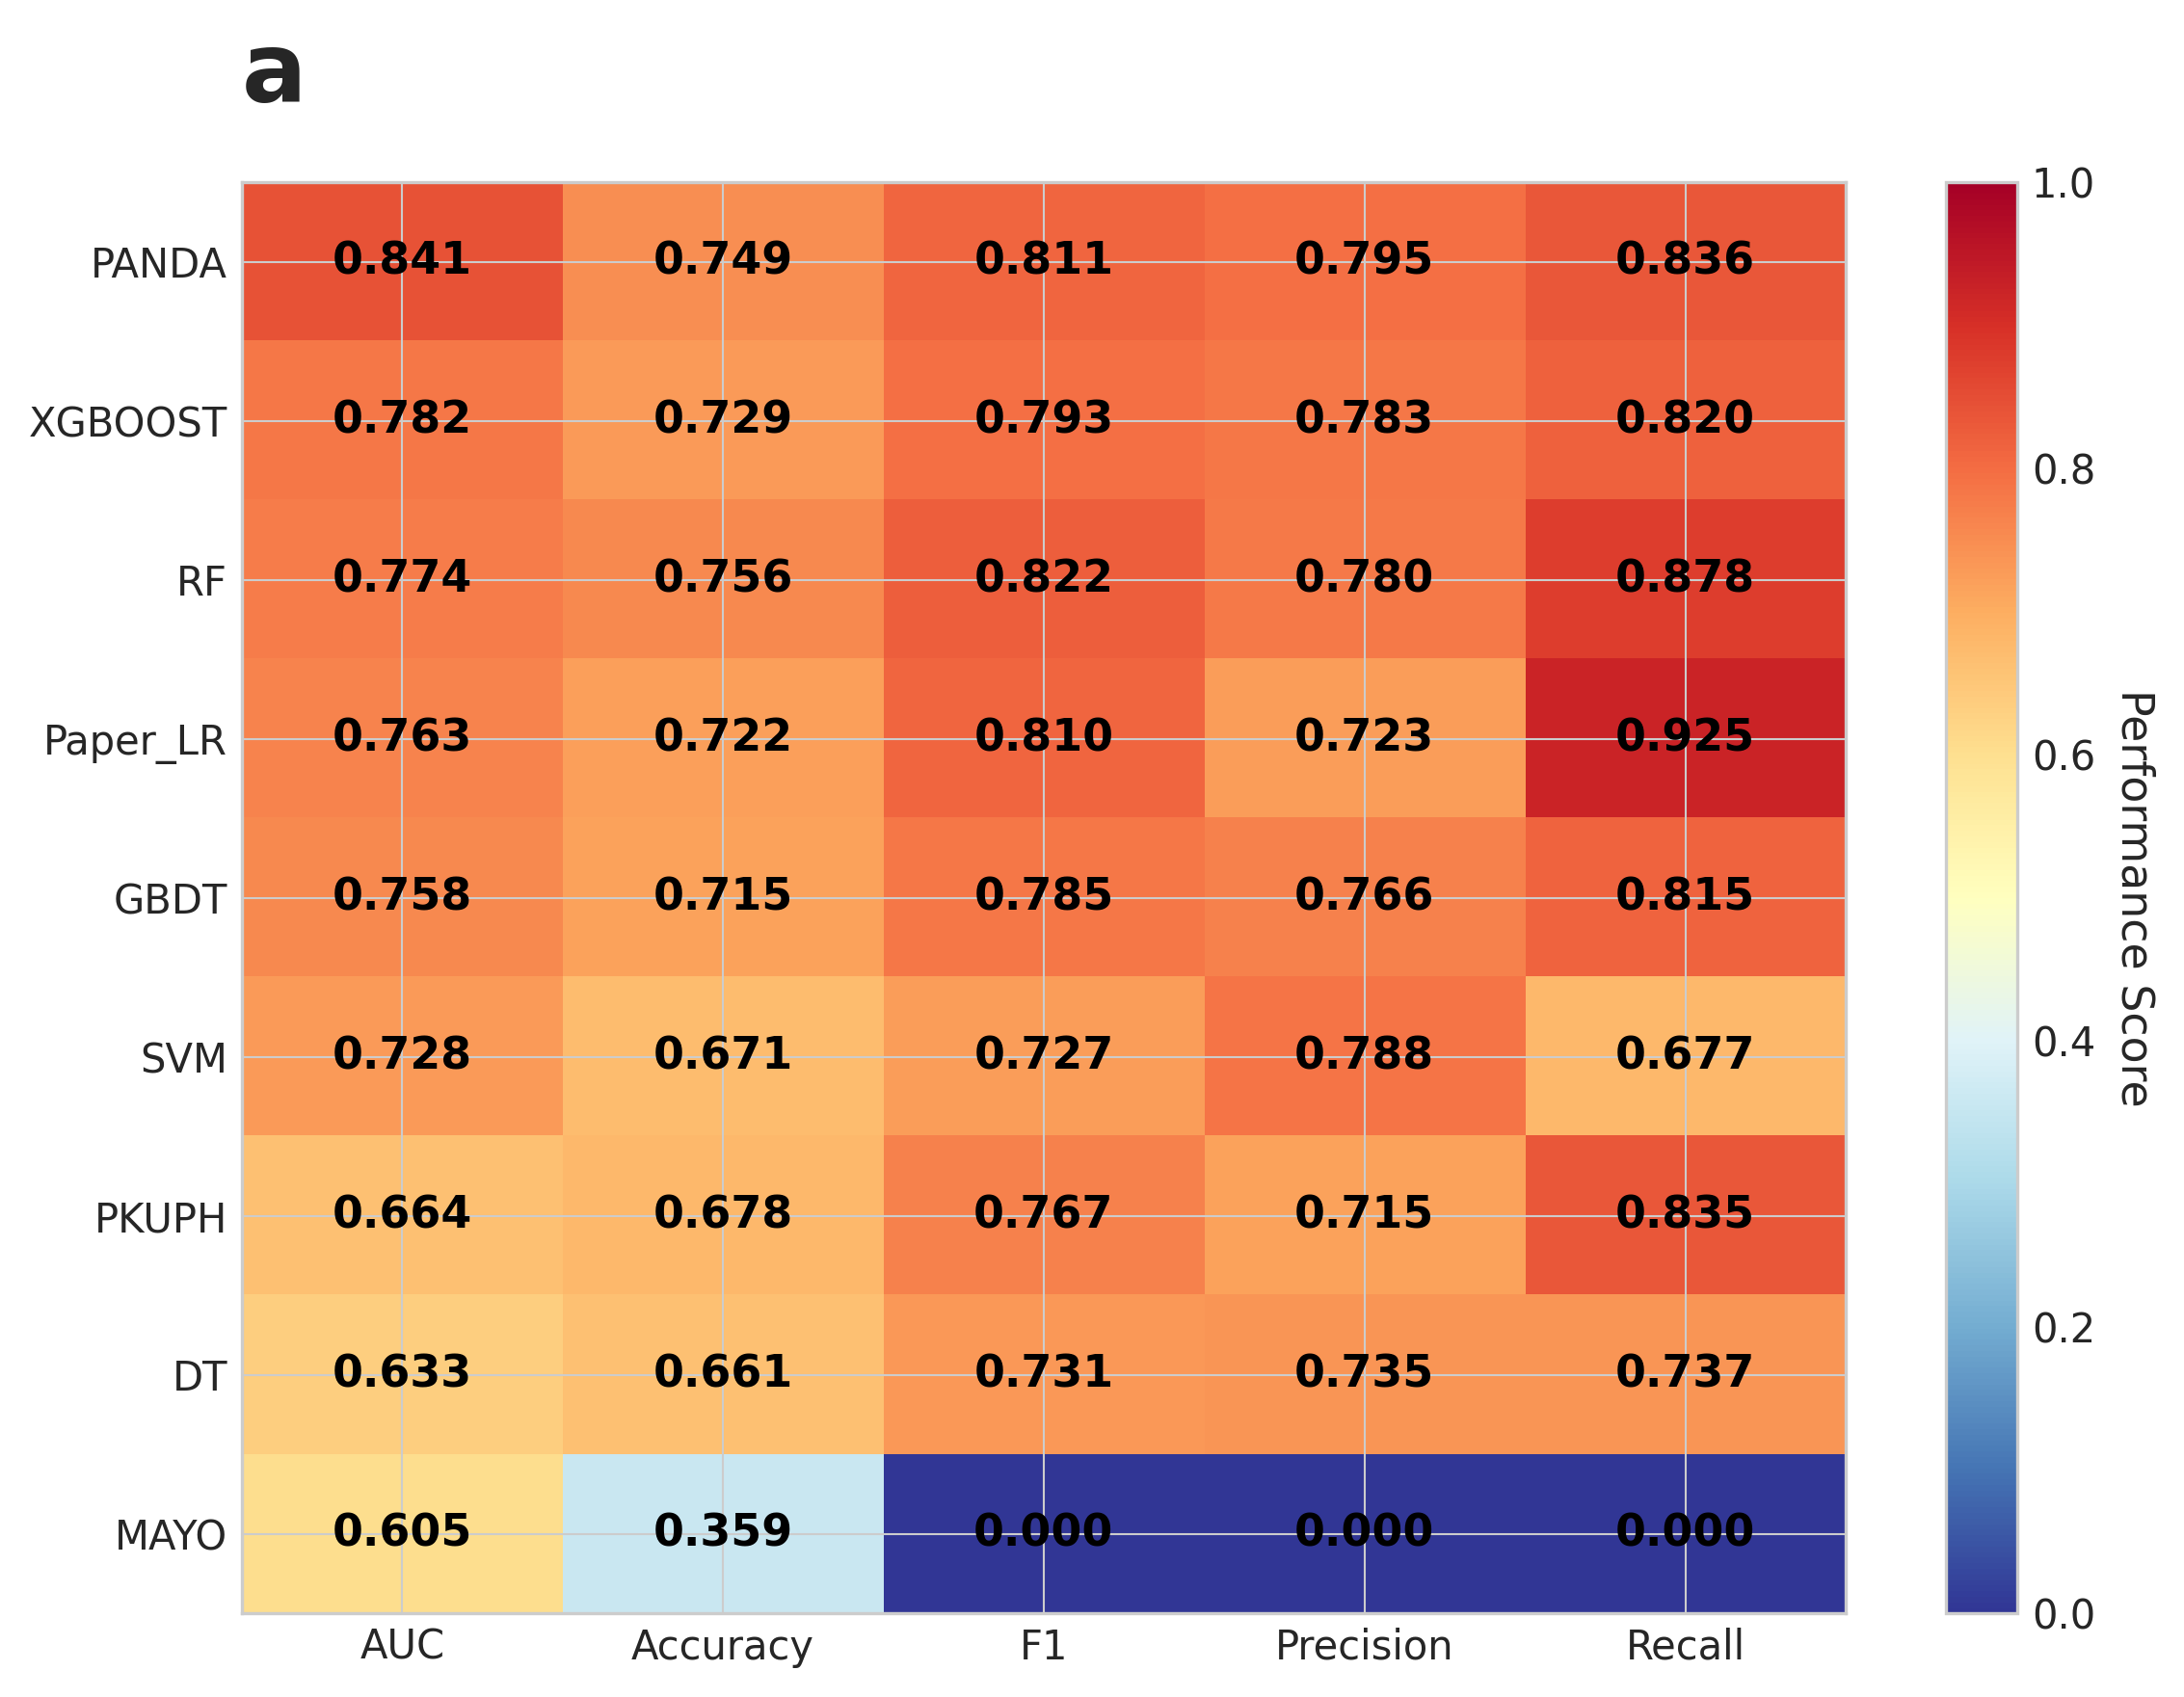 a
PANDA 0.841 0.749 0.811 0.795 0.836
XGBOOST 0.782 0.729 0.793 0.783 0.820
RF 0.774 0.756 0.822 0.780 0.878
Paper_LR 0.763 0.722 0.810 0.723 0.925
GBDT 0.758 0.715 0.785 0.766 0.815
SVM 0.728 0.671 0.727 0.788 0.677
PKUPH 0.664 0.678 0.767 0.715 0.835
DT 0.633 0.661 0.731 0.735 0.737
MAYO 0.605 0.359 0.000 0.000 0.000
AUC Accuracy F1 Precision Recall
1.0
0.8
0.6
0.4
0.2
0.0
Performance Score